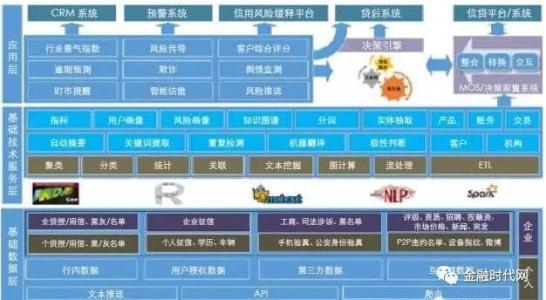 CRM 系统
预警系统
信用风险缓释平台
贷后系统
信贷平台/系统
应用层
行业景气指数
风险传导
客户综合评分
决策引擎
逾期预测
欺诈
舆情监测
盯市提醒
智能估值
风险推送
整合
转换
交互
MOS/决策前置系统
基础技术服务层
指标
用户画像
风险画像
知识图谱
分词
实体抽取
产品
账务
交易
自动摘要
关键词提取
重复检测
机器翻译
极性判断
客户
机构
聚类
分类
统计
关联
文本挖掘
图计算
流处理
ETL
R
NLP
Spark
基础数据层
企贷授/用信、黑灰/名单
企业征信
工商、司法涉诉、黑名单
评级、资质、招聘、投融资、
市场价格、新闻、突发
企业
个贷授/用信、黑/灰名单
个人征信、学历、车辆
手机验真、公安身份验真
P2P违约名单、设备指纹、微博
个人
行内数据
用户授权数据
第三方数据
文本推送
API
爬虫
金融时代网